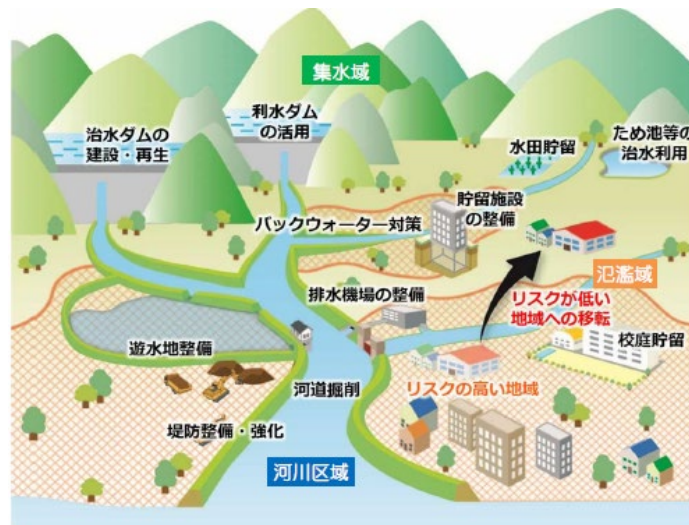 集水域
利水ダム
の活用
治水ダムの
建設・再生
水田貯留
ため池等の
治水利用
貯留施設
の整備
バックウォーター対策
氾濫域
排水機場の整備
リスクが低い
地域への移転
遊水地整備
校庭貯留
河道掘削
リスクの高い地域
堤防整備・強化
河川区域